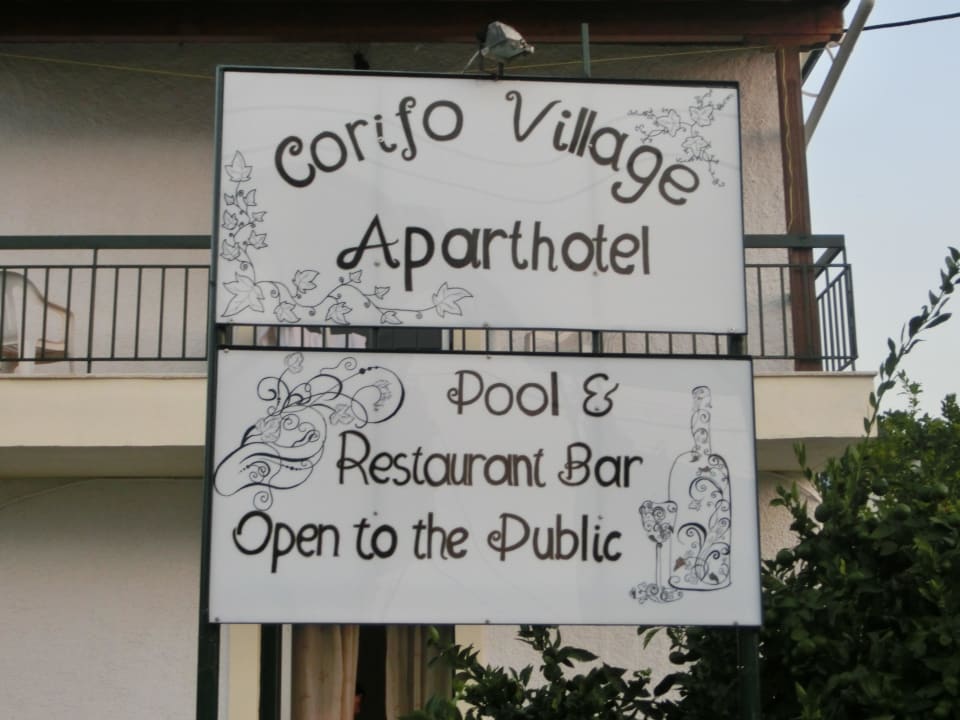 Corifo Village
Aparthotel
Pool &
Restaurant Bar
Open to the Public